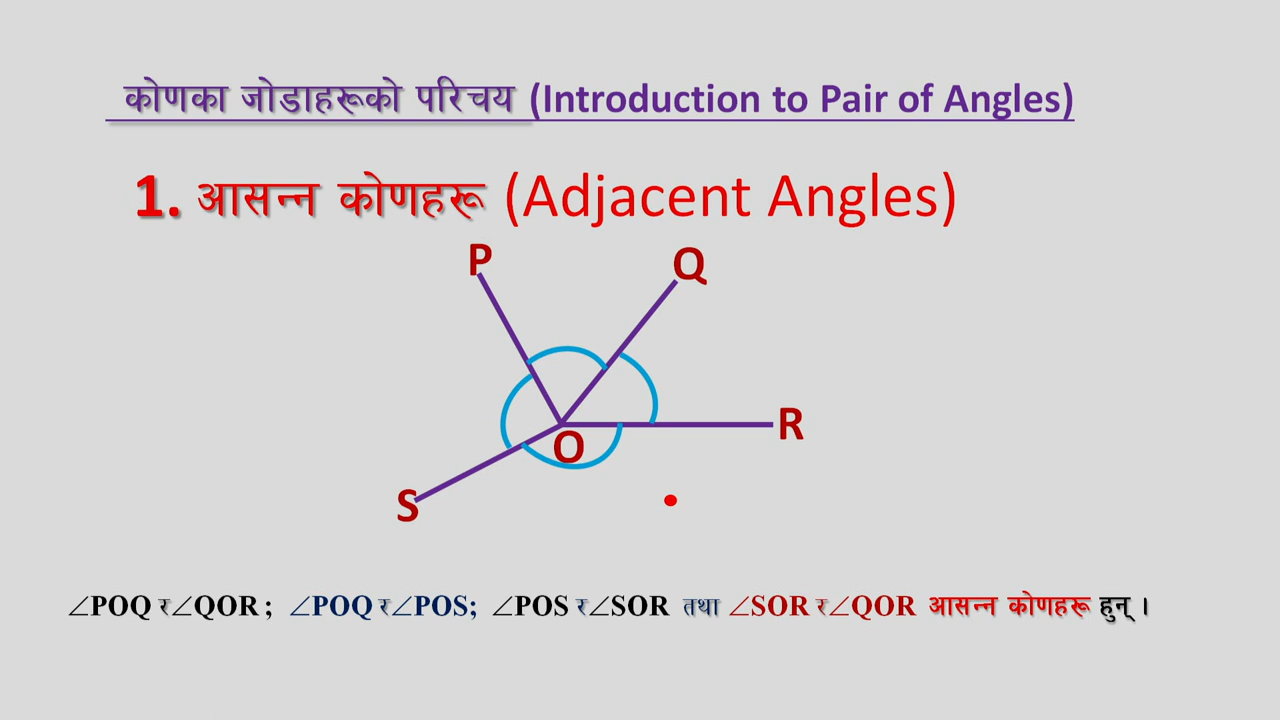 कोणका जोडाहरूको परिचय (Introduction to Pair of Angles)
1. आसन्न कोणहरू (Adjacent Angles)
P
Q
R
O
S
∠POQ र∠QOR ; ∠POQ र∠POS; ∠POS र∠SOR तथा ∠SOR र∠QOR आसन्न कोणहरू हुन् ।